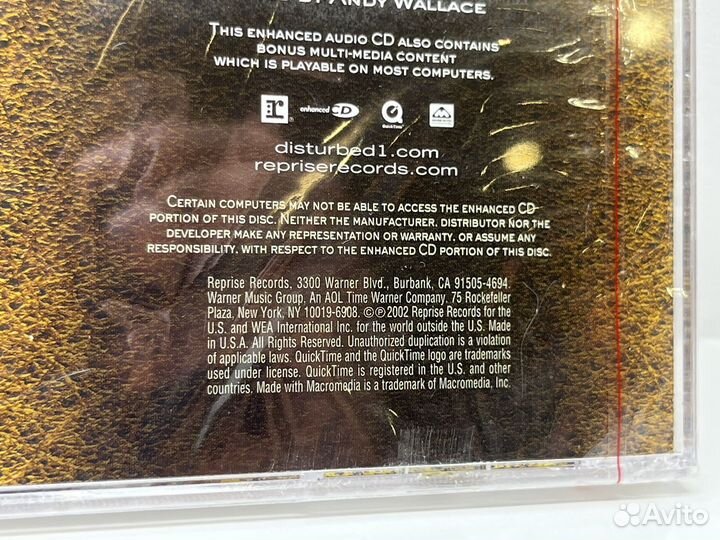 BY ANDY WALLACE
THIS ENHANCED AUDIO CD ALSO CONTAINS
BONUS MULTI-MEDIA CONTENT
WHICH IS PLAYABLE ON MOST COMPUTERS.
r enhanced CD QuickTime
disturbed1.com
repriserecords.com
CERTAIN COMPUTERS MAY NOT BE ABLE TO ACCESS THE ENHANCED CD
PORTION OF THIS DISC. NEITHER THE MANUFACTURER, DISTRIBUTOR NOR THE
DEVELOPER MAKE ANY REPRESENTATION OR WARRANTY, OR ASSUME ANY
RESPONSIBILITY, WITH RESPECT TO THE ENHANCED CD PORTION OF THIS DISC.
Reprise Records, 3300 Warner Blvd., Burbank, CA 91505-4694.
Warner Music Group. An AOL Time Warner Company. 75 Rockefeller
Plaza, New York, NY 10019-6908. ©℗2002 Reprise Records for the
U.S. and WEA International Inc. for the world outside the U.S. Made
in U.S.A. All Rights Reserved. Unauthorized duplication is a violation
of applicable laws. QuickTime and the QuickTime logo are trademarks
used under license. QuickTime is registered in the U.S. and other
countries. Made with Macromedia is a trademark of Macromedia, Inc.
Avito